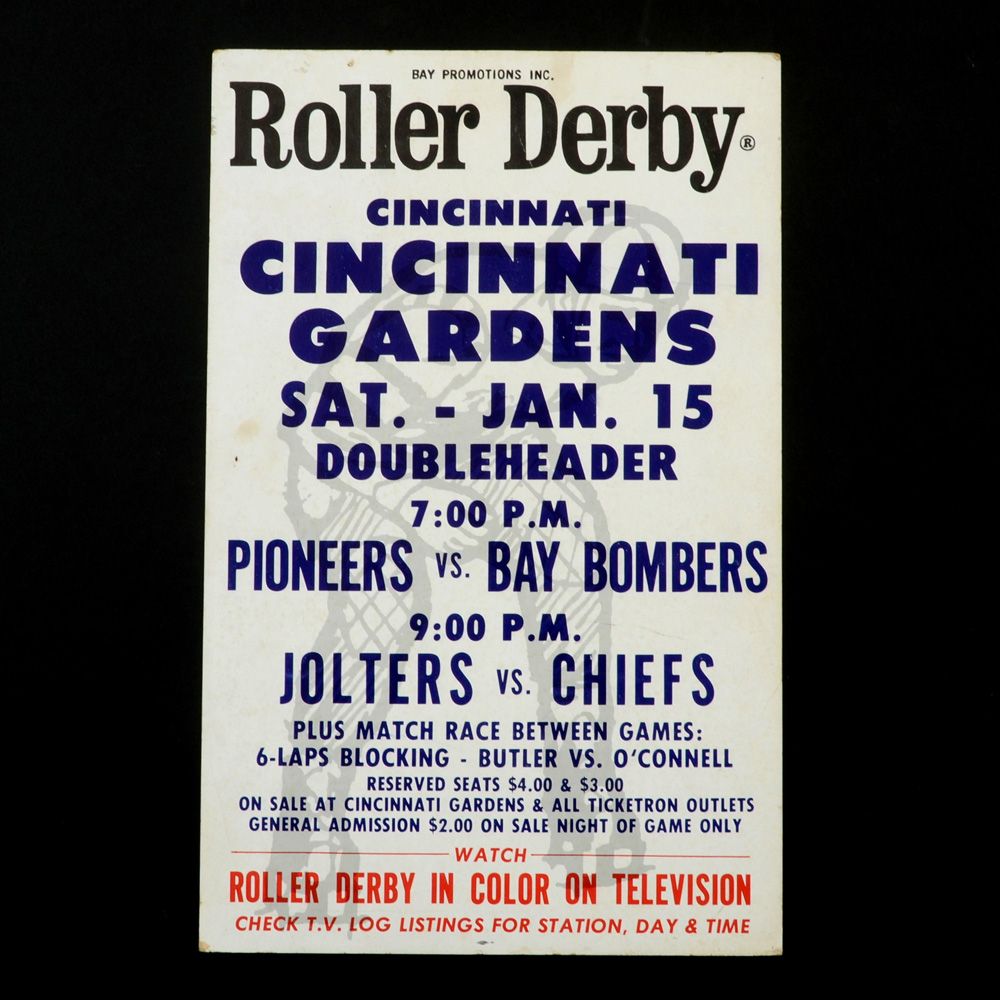 BAY PROMOTIONS INC.
Roller Derby®
CINCINNATI
CINCINNATI
GARDENS
SAT. - JAN. 15
DOUBLEHEADER
7:00 P.M.
PIONEERS VS. BAY BOMBERS
9:00 P.M.
JOLTERS VS. CHIEFS
PLUS MATCH RACE BETWEEN GAMES:
6-LAPS BLOCKING - BUTLER VS. O'CONNELL
RESERVED SEATS $4.00 & $3.00
ON SALE AT CINCINNATI GARDENS & ALL TICKETRON OUTLETS
GENERAL ADMISSION $2.00 ON SALE NIGHT OF GAME ONLY
WATCH
ROLLER DERBY IN COLOR ON TELEVISION
CHECK T.V. LOG LISTINGS FOR STATION, DAY & TIME